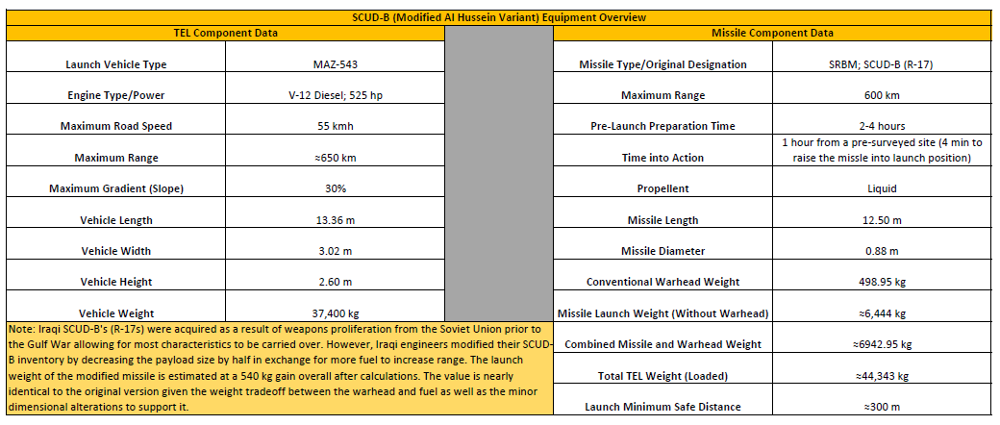 SCUD-B (Modified Al Hussein Variant) Equipment Overview
TEL Component Data
Missile Component Data
Launch Vehicle Type MAZ-543
Missile Type/Original Designation SRBM; SCUD-B (R-17)
Engine Type/Power V-12 Diesel; 525 hp
Maximum Range 600 km
Maximum Road Speed 55 kmh
Pre-Launch Preparation Time 2-4 hours
Maximum Range ≈650 km
Time into Action 1 hour from a pre-surveyed site (4 min to
raise the missle into launch position)
Maximum Gradient (Slope) 30%
Propellent Liquid
Vehicle Length 13.36 m
Missile Length 12.50 m
Vehicle Width 3.02 m
Missile Diameter 0.88 m
Vehicle Height 2.60 m
Conventional Warhead Weight 498.95 kg
Vehicle Weight 37,400 kg
Missile Launch Weight (Without Warhead) ≈6,444 kg
Note: Iraqi SCUD-B's (R-17s) were acquired as a result of weapons proliferation from the Soviet Union prior to
the Gulf War allowing for most characteristics to be carried over. However, Iraqi engineers modified their SCUD-
B inventory by decreasing the payload size by half in exchange for more fuel to increase range. The launch
weight of the modified missile is estimated at a 540 kg gain overall after calculations. The value is nearly
identical to the original version given the weight tradeoff between the warhead and fuel as well as the minor
dimensional alterations to support it.
Combined Missile and Warhead Weight ≈6942.95 kg
Total TEL Weight (Loaded) ≈44,343 kg
Launch Minimum Safe Distance ≈300 m